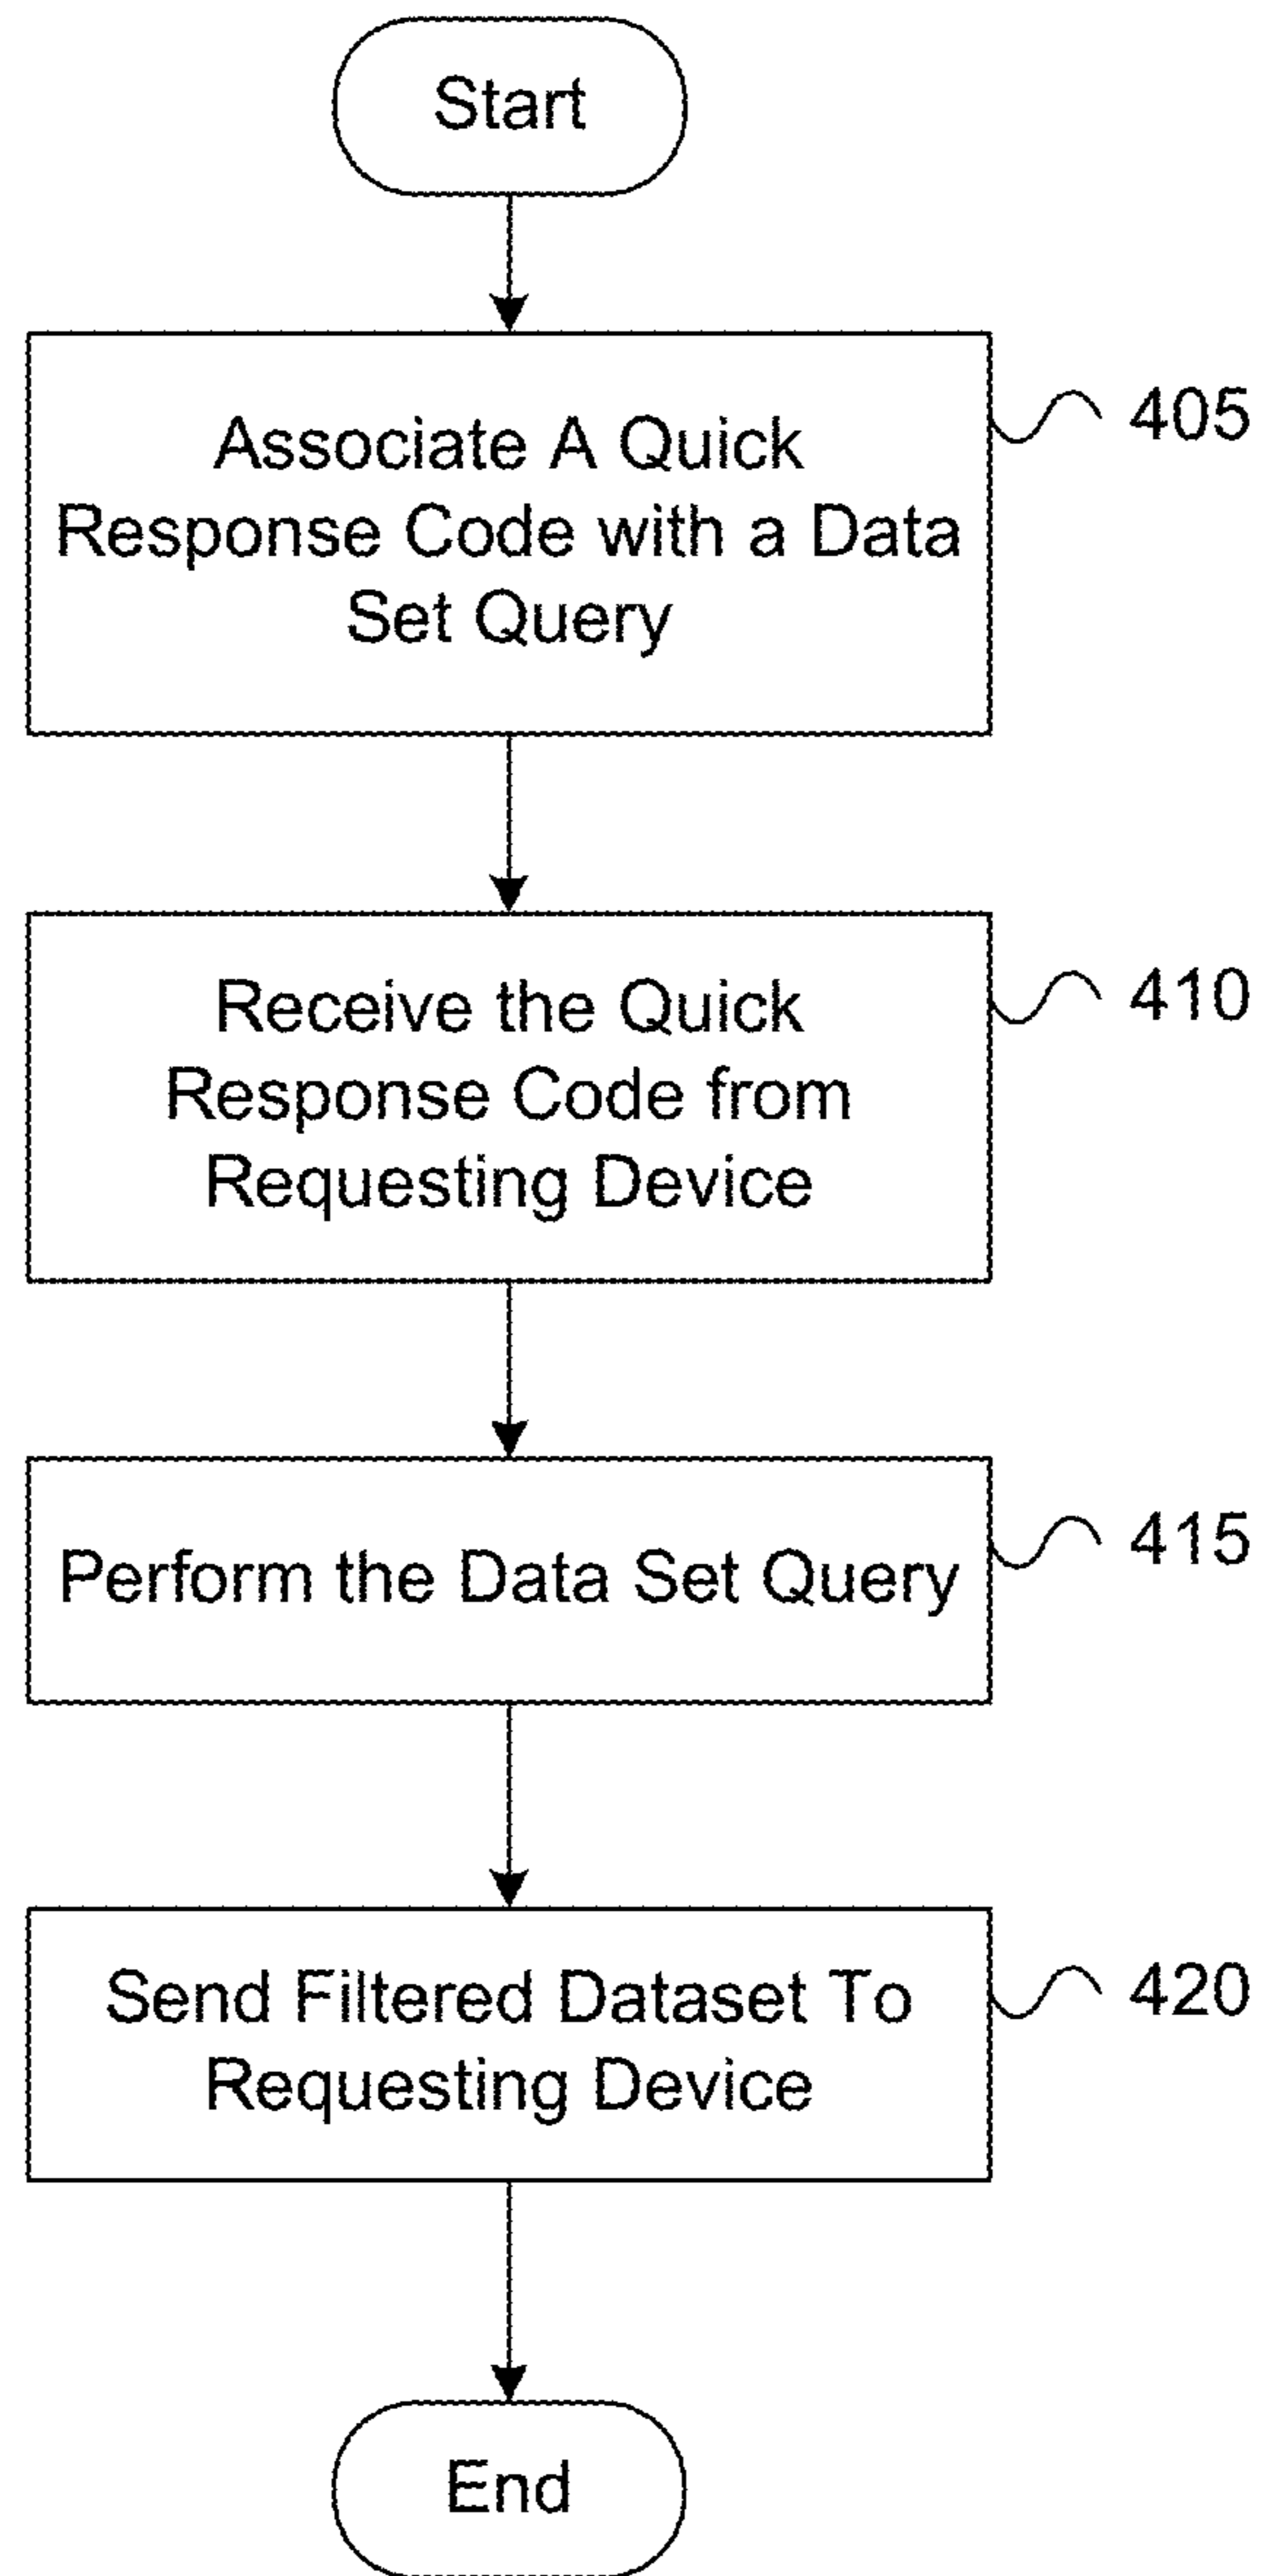 Start
Associate A Quick
Response Code with a Data
Set Query
405
Receive the Quick
Response Code from
Requesting Device
410
Perform the Data Set Query
415
Send Filtered Dataset To
Requesting Device
420
End